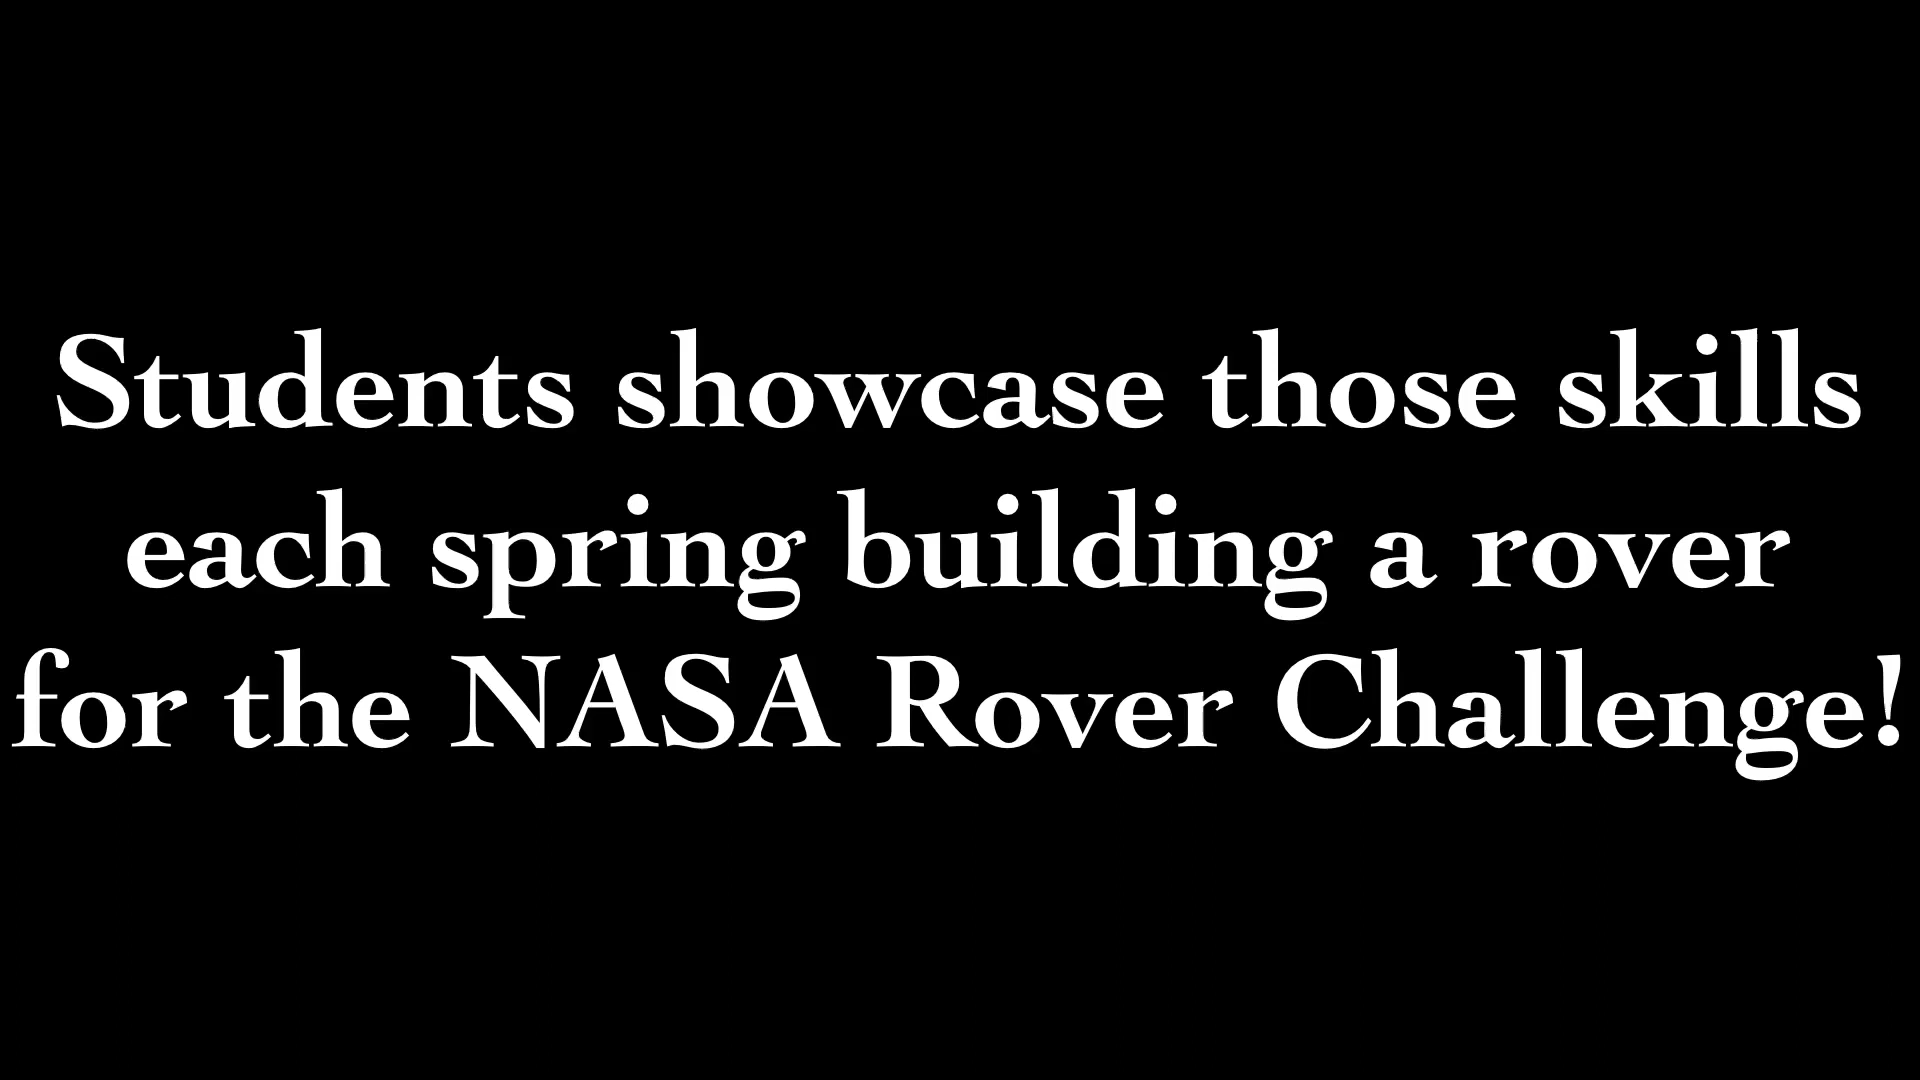 Students showcase those skills
each spring building a rover
for the NASA Rover Challenge!